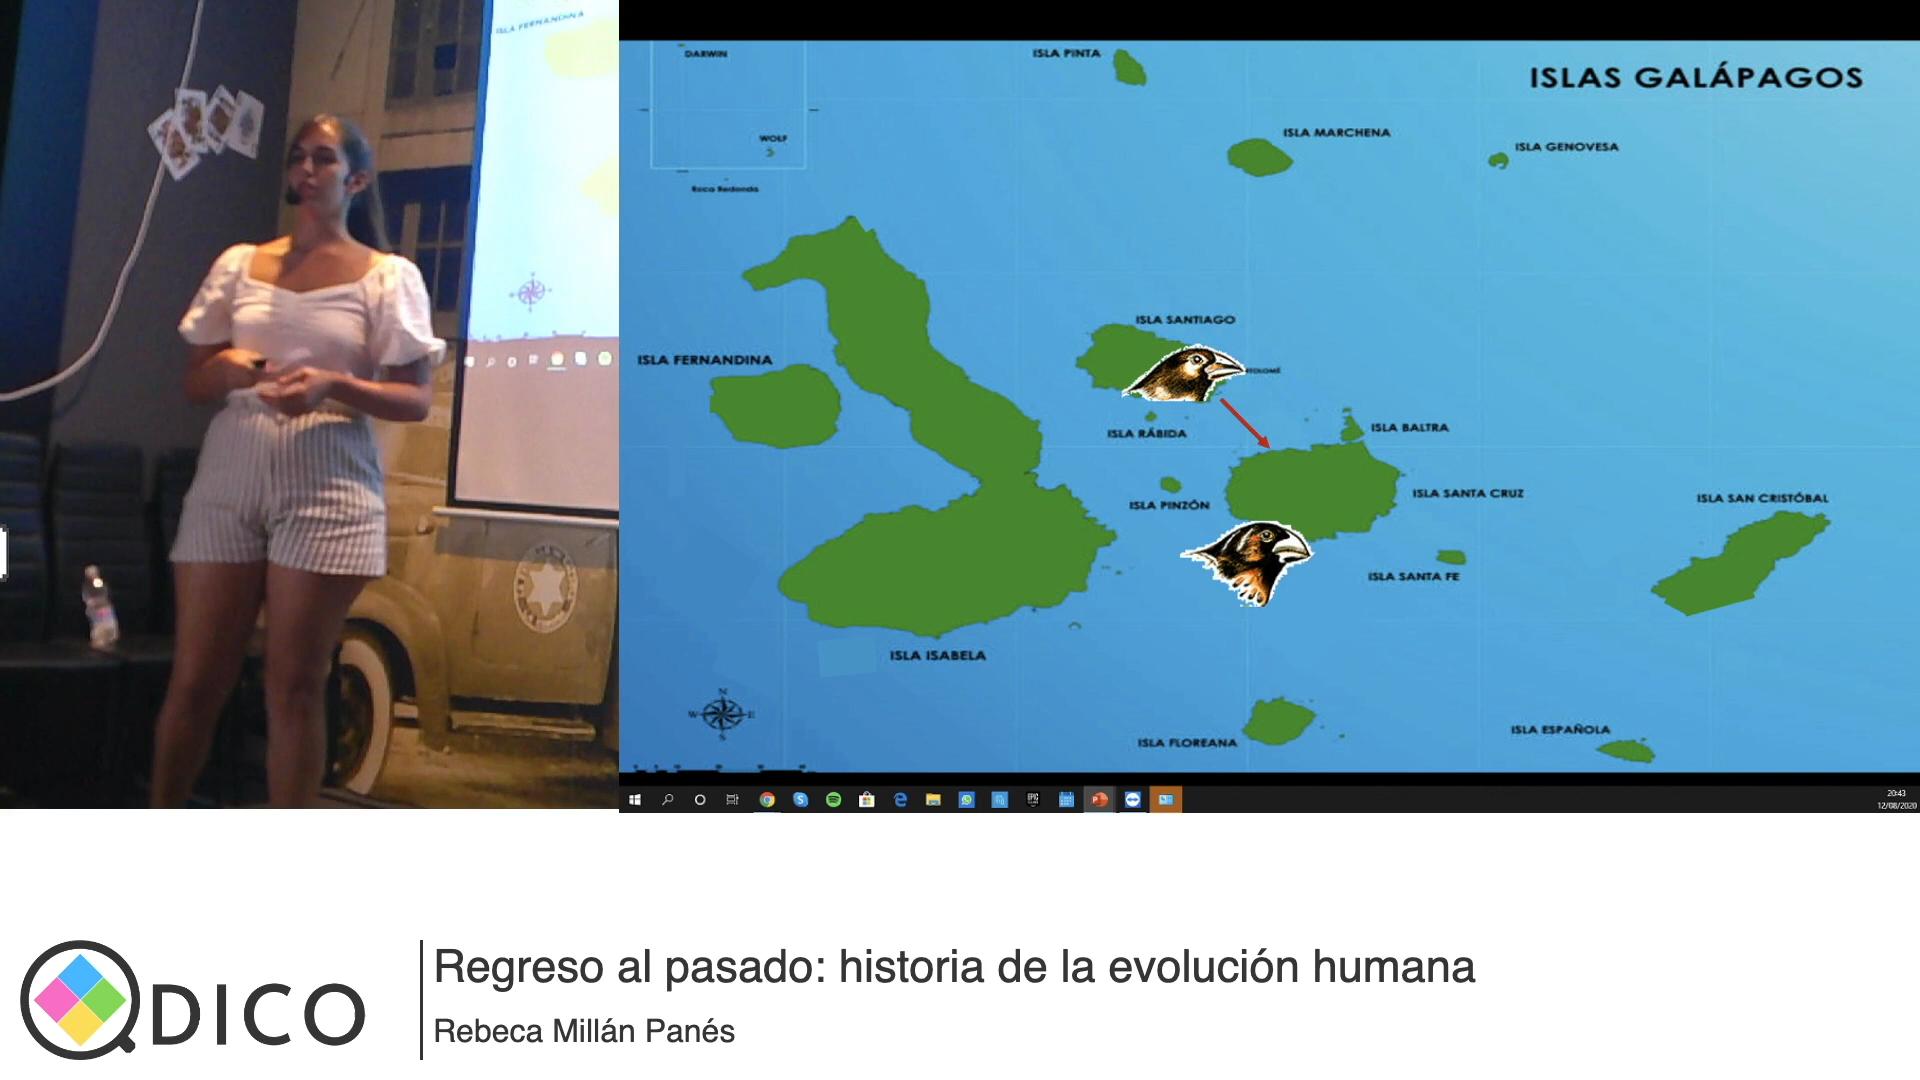 ISLA FERNANDINA
DARWIN
ISLA PINTA
ISLAS GALÁPAGOS
WOLF
ISLA MARCHENA
ISLA GENOVESA
Roca Redonda
ISLA SANTIAGO
ISLA FERNANDINA
ISLA RÁBIDA
ISLA BALTRA
ISLA PINZÓN
ISLA SANTA CRUZ
ISLA SAN CRISTÓBAL
ISLA SANTA FE
ISLA ISABELA
N
W E
S
ISLA FLOREANA
ISLA ESPAÑOLA
20:43
12/08/2020
QDICO
Regreso al pasado: historia de la evolución humana
Rebeca Millán Panés